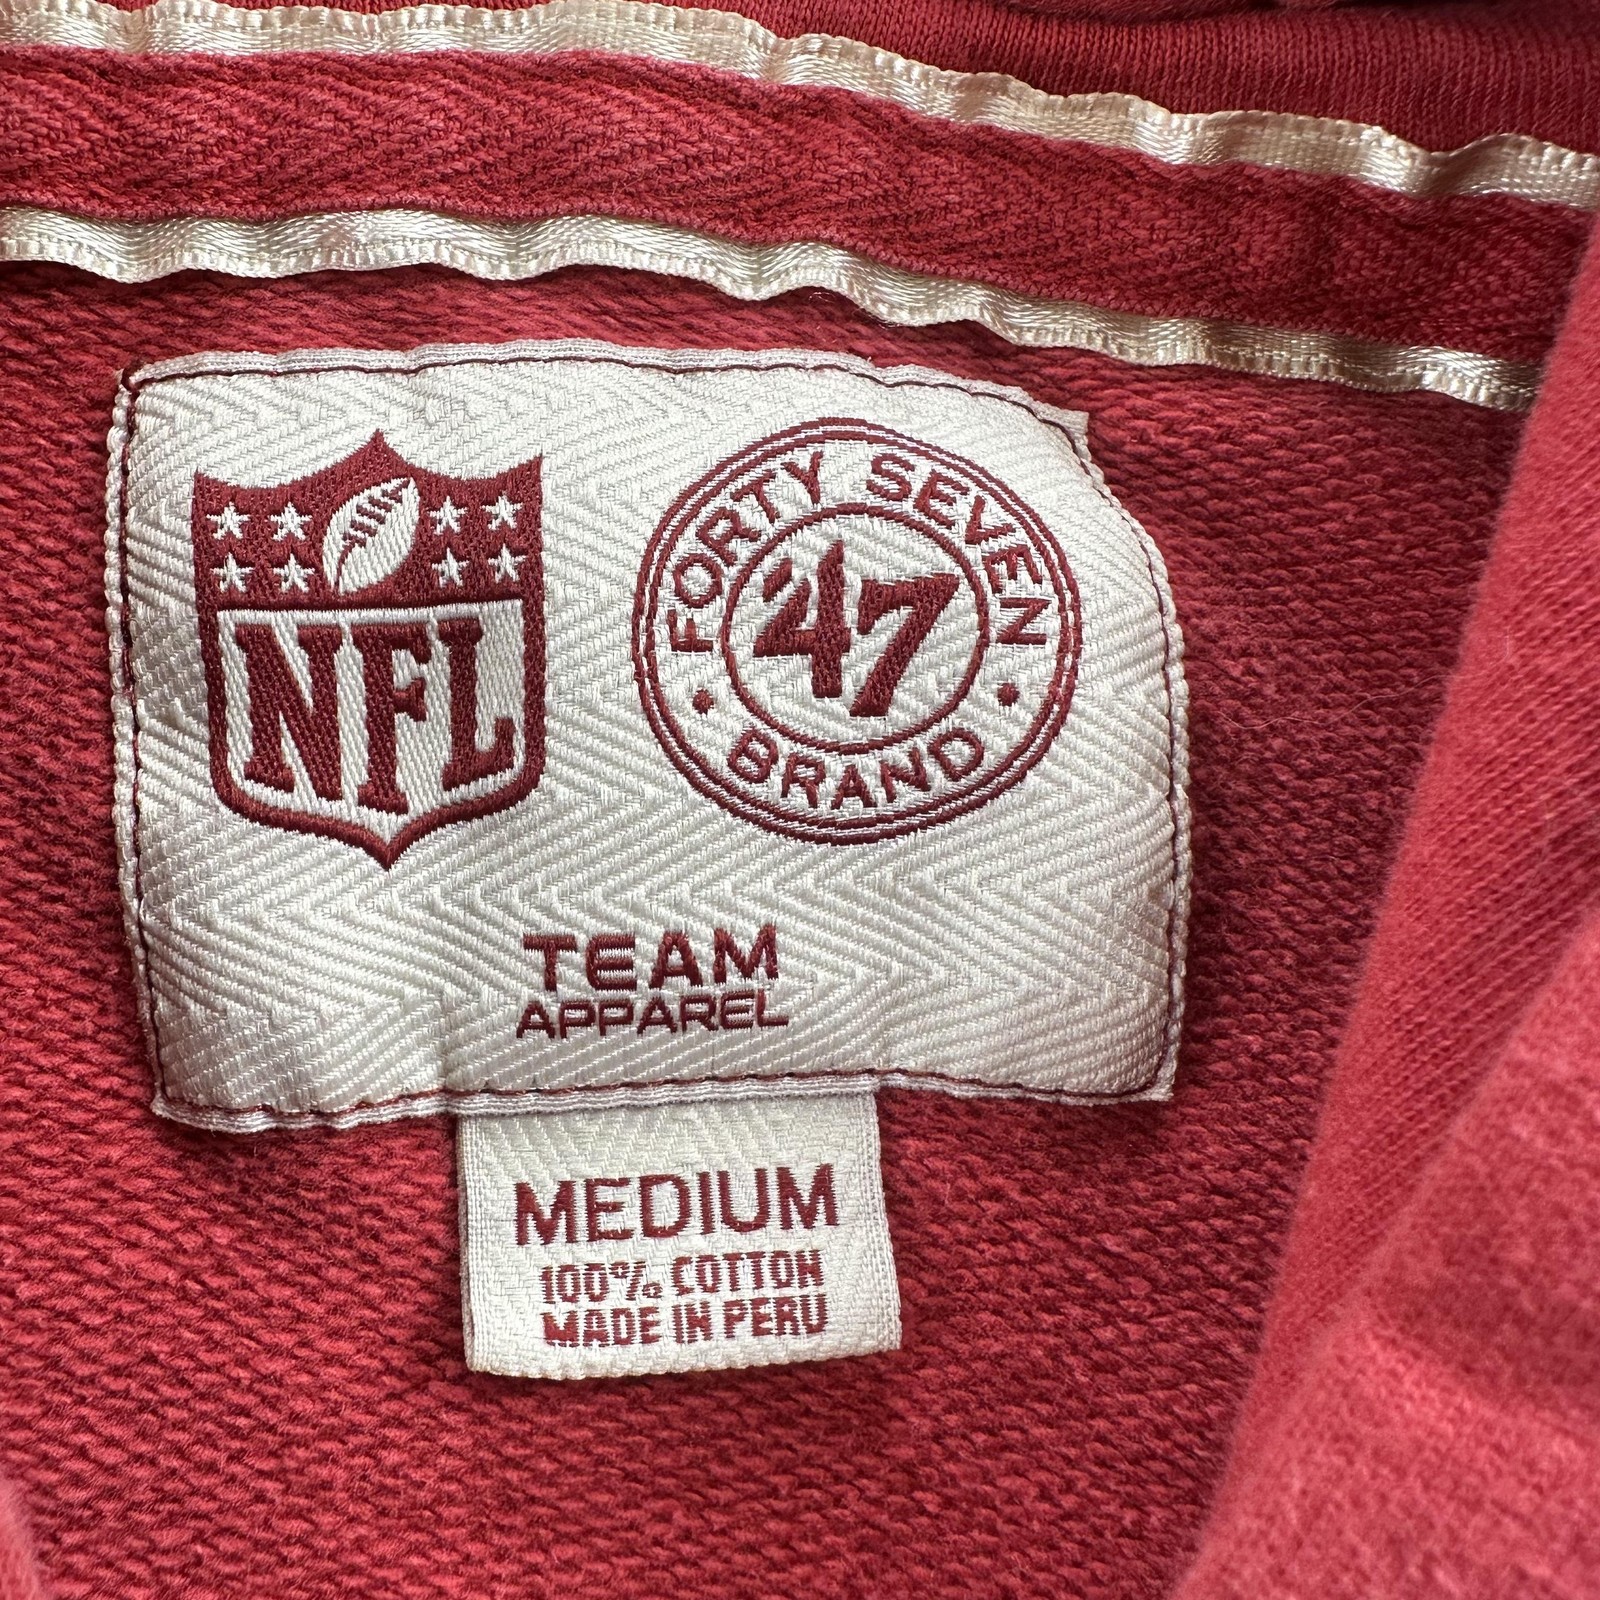 NFL
FORTY SEVEN
47
BRAND
TEAM
APPAREL
MEDIUM
100% COTTON
MADE IN PERU